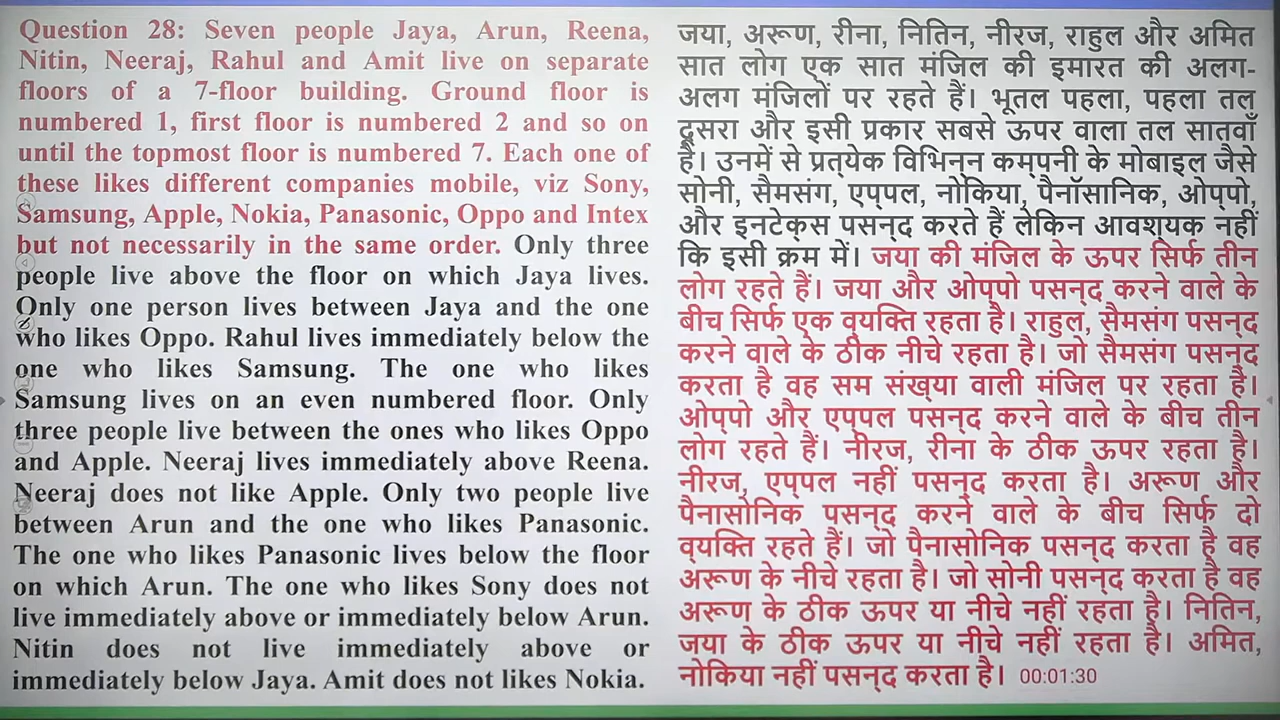 Question 28: Seven people Jaya, Arun, Reena,
Nitin, Neeraj, Rahul and Amit live on separate
floors of a 7-floor building. Ground floor is
numbered 1, first floor is numbered 2 and so on
until the topmost floor is numbered 7. Each one of
these likes different companies mobile, viz Sony,
Samsung, Apple, Nokia, Panasonic, Oppo and Intex
but not necessarily in the same order. Only three
people live above the floor on which Jaya lives.
Only one person lives between Jaya and the one
who likes Oppo. Rahul lives immediately below the
one who likes Samsung. The one who likes
Samsung lives on an even numbered floor. Only
three people live between the ones who likes Oppo
and Apple. Neeraj lives immediately above Reena.
Neeraj does not like Apple. Only two people live
between Arun and the one who likes Panasonic.
The one who likes Panasonic lives below the floor
on which Arun. The one who likes Sony does not
live immediately above or immediately below Arun.
Nitin does not live immediately above or
immediately below Jaya. Amit does not likes Nokia.
जया, अरूण, रीना, नितिन, नीरज, राहुल और अमित
सात लोग एक सात मंजिल की इमारत की अलग-
अलग मंजिलों पर रहते हैं। भूतल पहला, पहला तल
दूसरा और इसी प्रकार सबसे ऊपर वाला तल सातवाँ
है। उनमें से प्रत्येक विभिन्न कम्पनी के मोबाइल जैसे
सोनी, सैमसंग, एप्पल, नोकिया, पैनॉसानिक, ओप्पो,
और इनटेक्स पसन्द करते हैं लेकिन आवश्यक नहीं
कि इसी क्रम में। जया की मंजिल के ऊपर सिर्फ तीन
लोग रहते हैं। जया और ओप्पो पसन्द करने वाले के
बीच सिर्फ एक व्यक्ति रहता है। राहुल, सैमसंग पसन्द
करने वाले के ठीक नीचे रहता है। जो सैमसंग पसन्द
करता है वह सम संख्या वाली मंजिल पर रहता है।
ओप्पो और एप्पल पसन्द करने वाले के बीच तीन
लोग रहते हैं। नीरज, रीना के ठीक ऊपर रहता है।
नीरज, एप्पल नहीं पसन्द करता है। अरूण और
पैनासोनिक पसन्द करने वाले के बीच सिर्फ दो
व्यक्ति रहते हैं। जो पैनासोनिक पसन्द करता है वह
अरूण के नीचे रहता है। जो सोनी पसन्द करता है वह
अरूण के ठीक ऊपर या नीचे नहीं रहता है। नितिन,
जया के ठीक ऊपर या नीचे नहीं रहता है। अमित,
नोकिया नहीं पसन्द करता है। 00:01:30